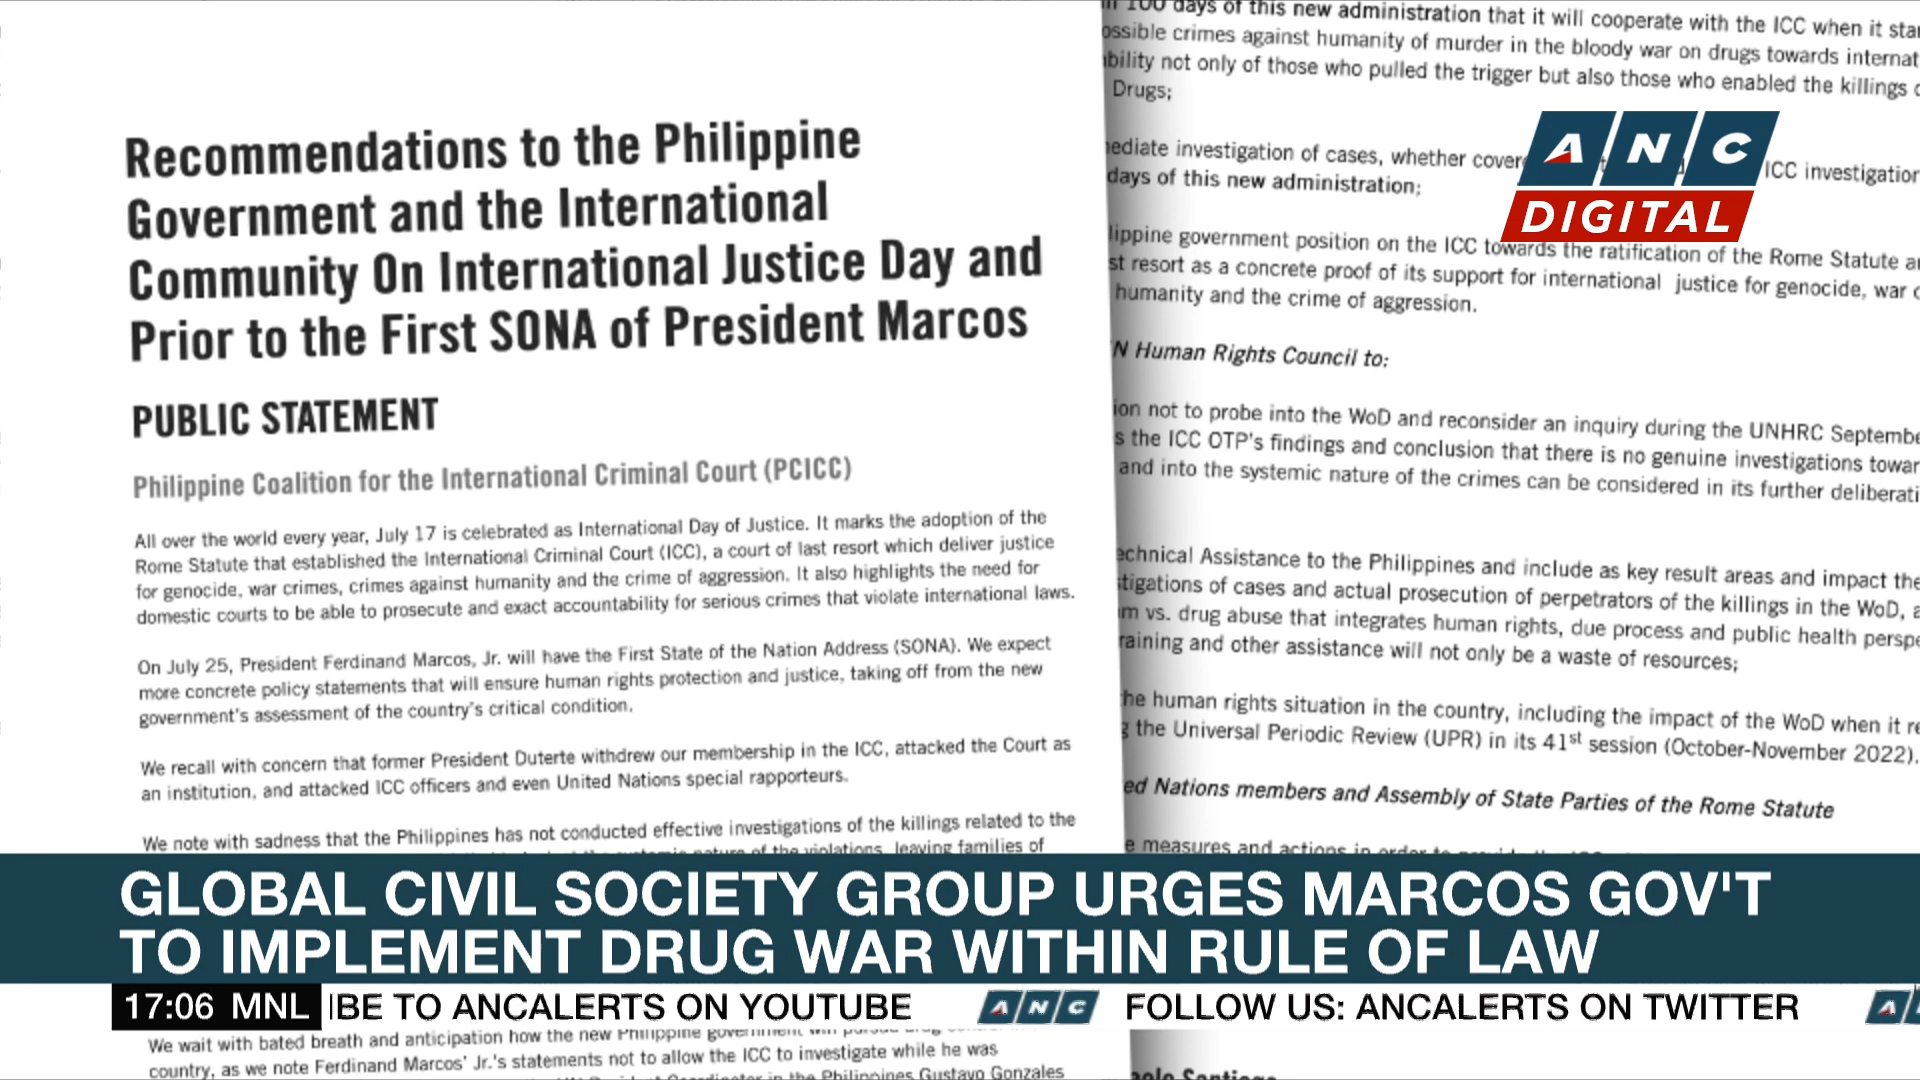 Recommendations to the Philippine
Government and the International
Community On International Justice Day and
Prior to the First SONA of President Marcos
PUBLIC STATEMENT
Philippine Coalition for the International Criminal Court (PCICC)
All over the world every year, July 17 is celebrated as International Day of Justice. It marks the adoption of the
Rome Statute that established the International Criminal Court (ICC), a court of last resort which deliver justice
for genocide, war crimes, crimes against humanity and the crime of aggression. It also highlights the need for
domestic courts to be able to prosecute and exact accountability for serious crimes that violate international laws.
On July 25, President Ferdinand Marcos, Jr. will have the First State of the Nation Address (SONA). We expect
more concrete policy statements that will ensure human rights protection and justice, taking off from the new
government's assessment of the country's critical condition.
We recall with concern that former President Duterte withdrew our membership in the ICC, attacked the Court as
an institution, and attacked ICC officers and even United Nations special rapporteurs.
We note with sadness that the Philippines has not conducted effective investigations of the killings related to the
nature of the violations, leaving families of
We wait with bated breath and anticipation how the new Philippine government
country, as we note Ferdinand Marcos' Jr.'s statements not to allow the ICC to investigate while he was
in the Philippines Gustavo Gonzales
100 days of this new administration that it will cooperate with the ICC when it
crimes against humanity of murder in the bloody war on drugs towards
not only of those who pulled the trigger but also those who enabled the killings
Drugs;
investigation of cases, whether ICC
days of this new administration;
government position on the ICC towards the ratification of the Rome Statute
resort as a concrete proof of its support for international justice for genocide, war
humanity and the crime of aggression.
Human Rights Council to:
not to probe into the WoD and reconsider an inquiry during the UNHRC
the ICC OTP's findings and conclusion that there is no genuine investigations
and into the systemic nature of the crimes can be considered in its further
Assistance to the Philippines and include as key result areas and impact
of cases and actual prosecution of perpetrators of the killings in the WoD,
vs. drug abuse that integrates human rights, due process and public health
and other assistance will not only be a waste of resources;
human rights situation in the country, including the impact of the WoD when it
the Universal Periodic Review (UPR) in its 41st session (October-November 2022).
Nations members and Assembly of State Parties of the Rome Statute
measures and actions in order to
ANC
DIGITAL
GLOBAL CIVIL SOCIETY GROUP URGES MARCOS GOV'T
TO IMPLEMENT DRUG WAR WITHIN RULE OF LAW
17:06 MNL IBE TO ANCALERTS ON YOUTUBE ANC FOLLOW US: ANCALERTS ON TWITTER